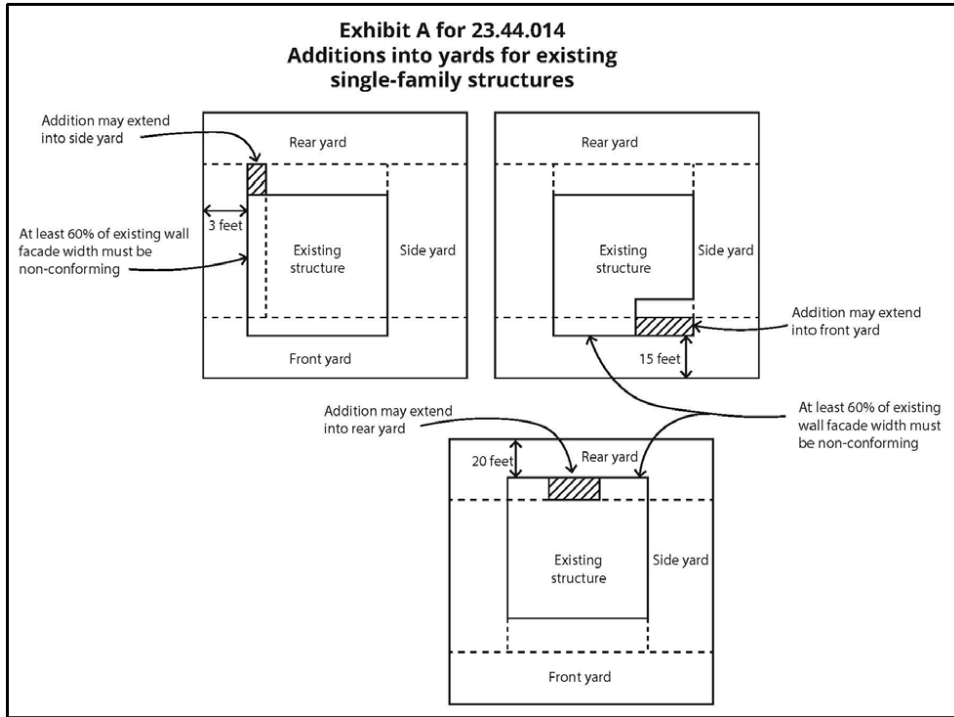 Exhibit A for 23.44.014
Additions into yards for existing
single-family structures
Addition may extend
into side yard
Rear yard
3 feet
At least 60% of existing wall
facade width must be
non-conforming
Existing
structure
Side yard
Front yard
Rear yard
Existing
structure
Side yard
Addition may extend
into front yard
15 feet
At least 60% of existing
wall facade width must
be non-conforming
Addition may extend
into rear yard
20 feet
Rear yard
Existing
structure
Side yard
Front yard